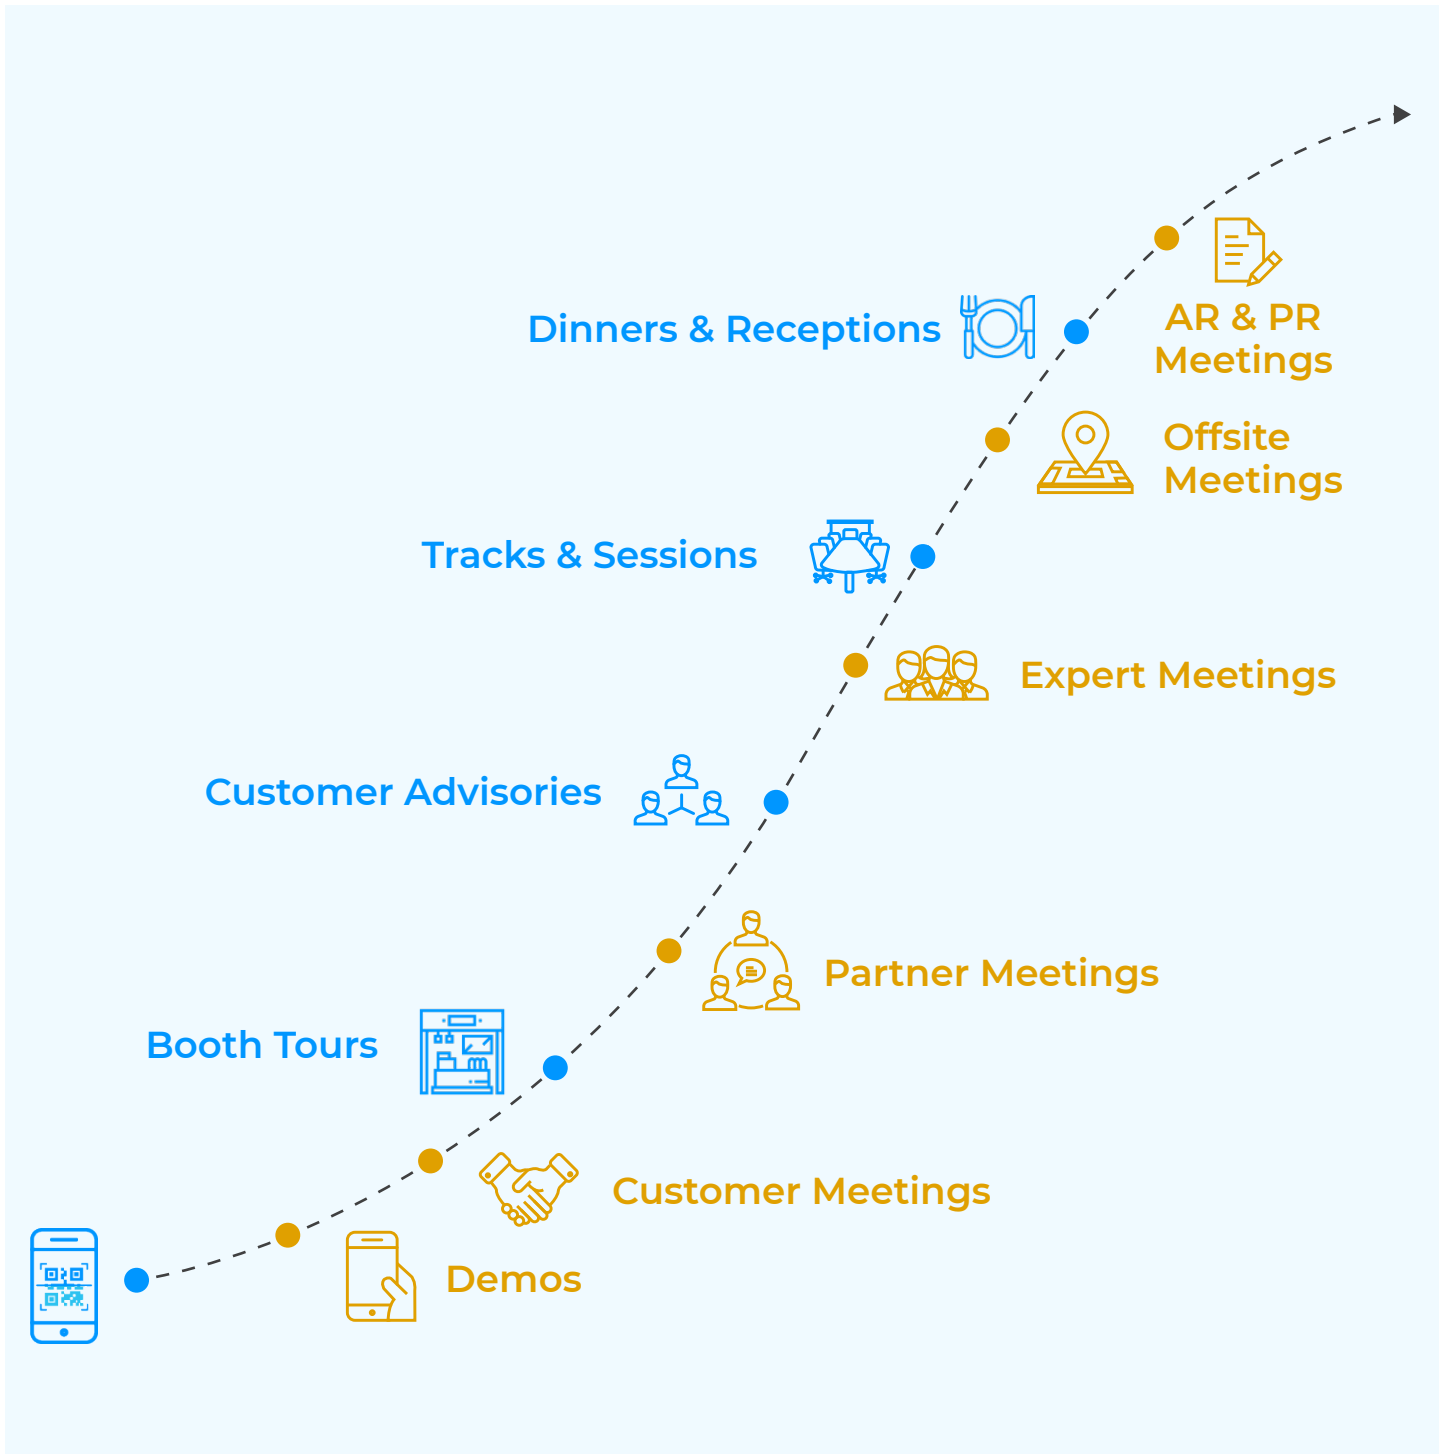 AR & PR
Meetings
Dinners & Receptions
Offsite
Meetings
Tracks & Sessions
Expert Meetings
Customer Advisories
Partner Meetings
Booth Tours
Customer Meetings
Demos